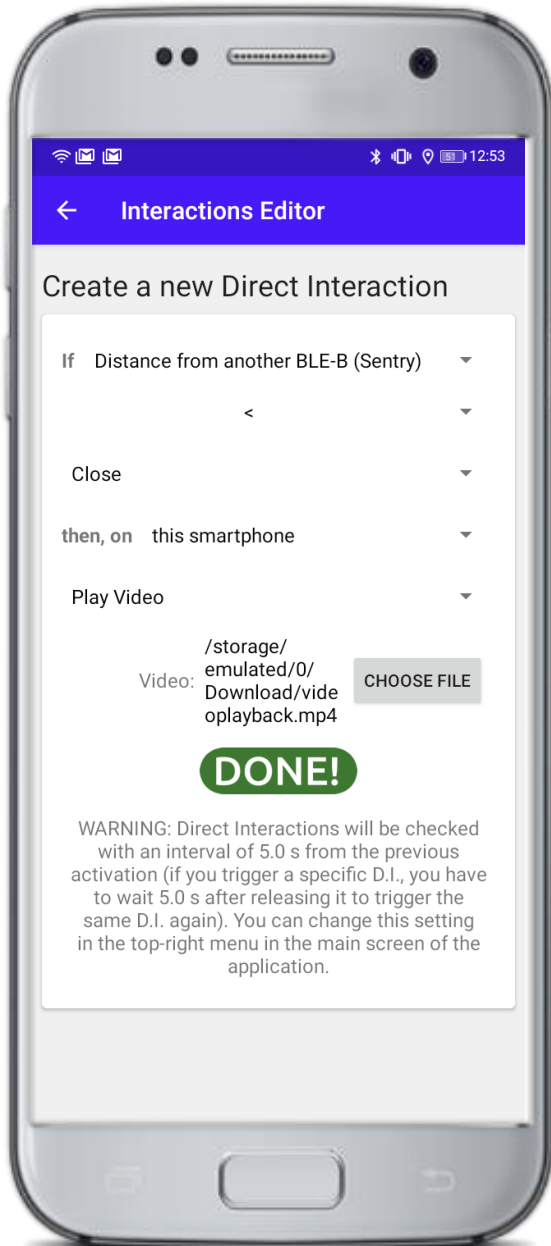 51 12:53
Interactions Editor
Create a new Direct Interaction
If Distance from another BLE-B (Sentry)
<
Close
then, on this smartphone
Play Video
/storage/
emulated/0/
Video: Download/vide CHOOSE FILE
oplayback.mp4
DONE!
WARNING: Direct Interactions will be checked
with an interval of 5.0 s from the previous
activation (if you trigger a specific D.I., you have
to wait 5.0 s after releasing it to trigger the
same D.I. again). You can change this setting
in the top-right menu in the main screen of the
application.